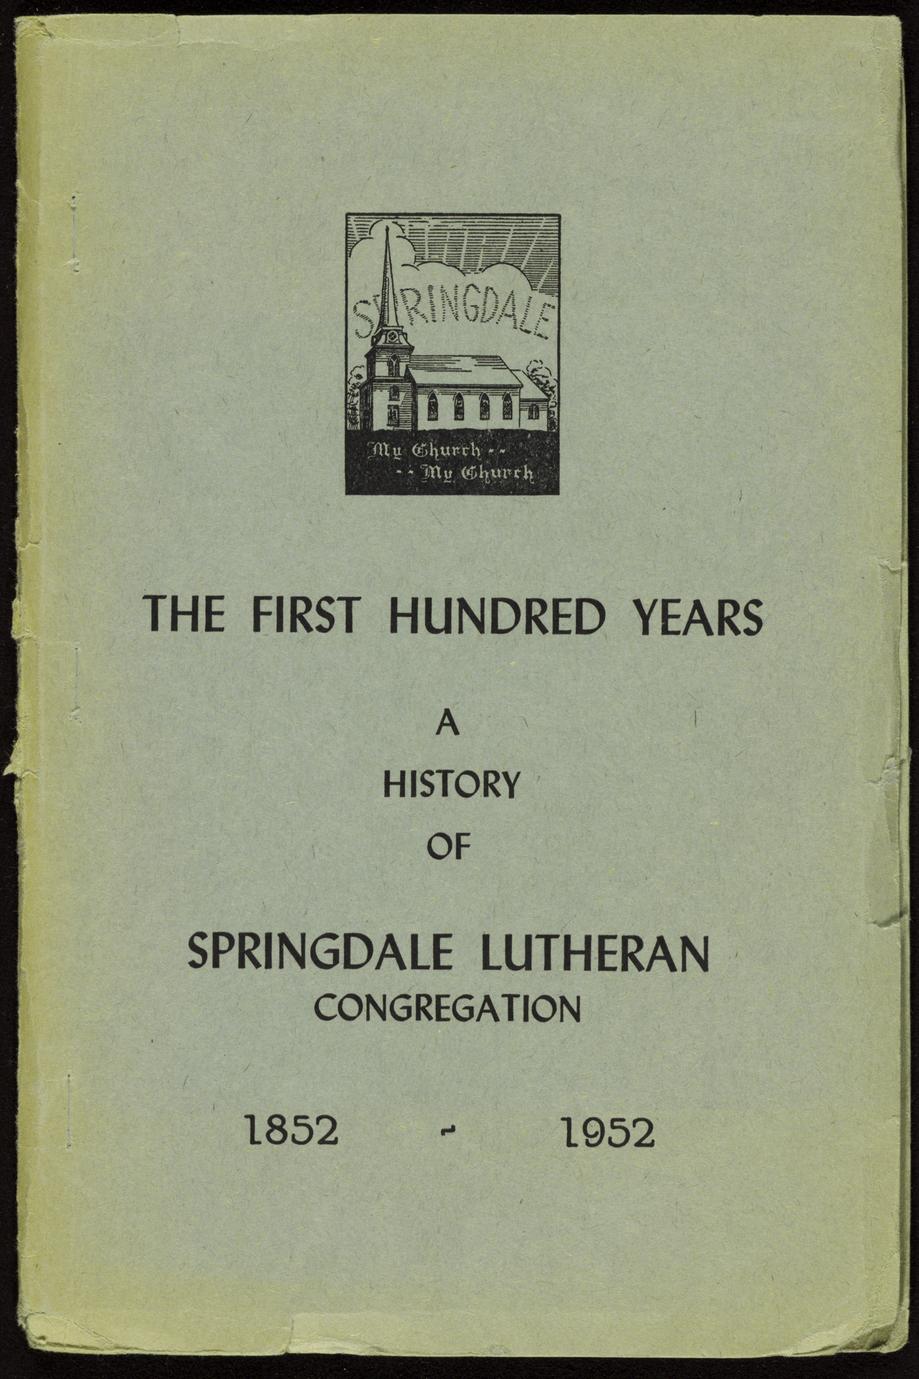 SPRINGDALE
My Church --
-- My Church
THE FIRST HUNDRED YEARS
A
HISTORY
OF
SPRINGDALE LUTHERAN
CONGREGATION
1852 - 1952